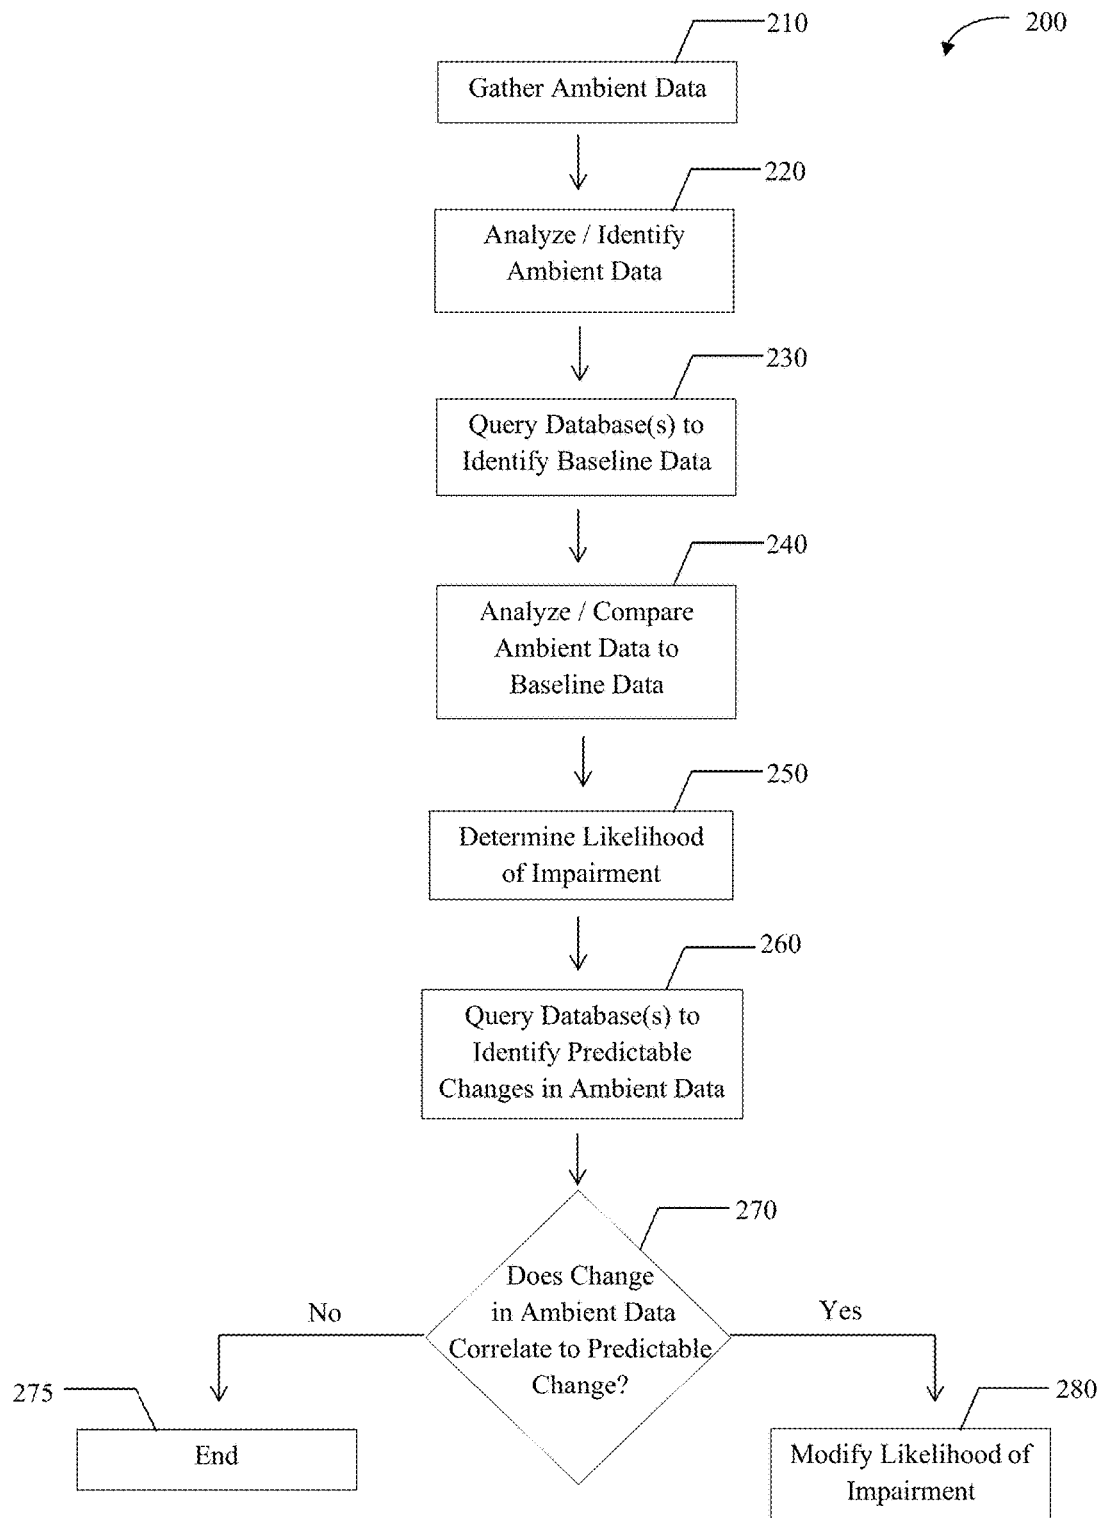 200
210
Gather Ambient Data
220
Analyze / Identify
Ambient Data
230
Query Database(s) to
Identify Baseline Data
240
Analyze / Compare
Ambient Data to
Baseline Data
250
Determine Likelihood
of Impairment
260
Query Database(s) to
Identify Predictable
Changes in Ambient Data
270
Does Change
in Ambient Data
Correlate to Predictable
Change?
No
Yes
275
End
280
Modify Likelihood of
Impairment